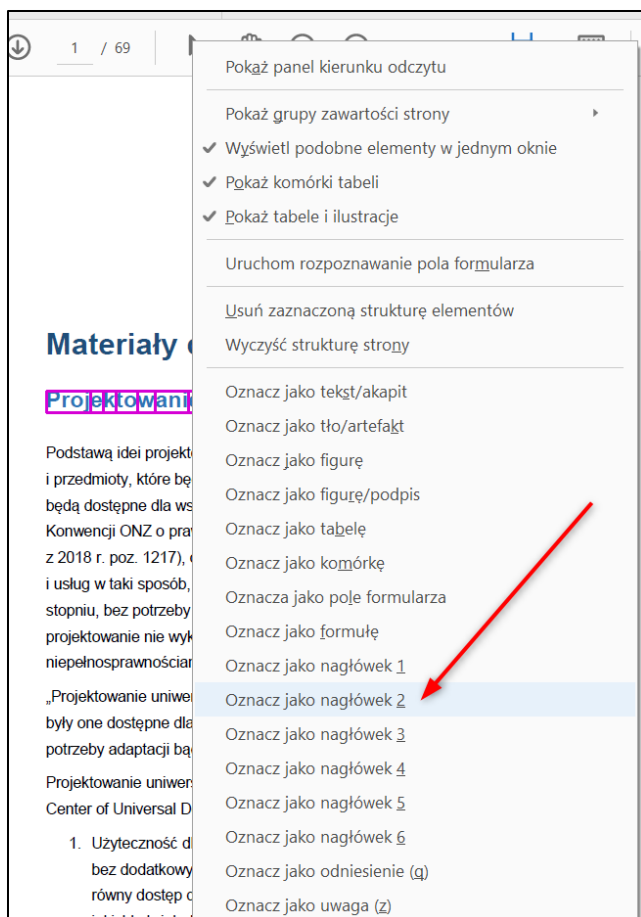 1 / 69
Pokaż panel kierunku odczytu
Pokaż grupy zawartości strony
Wyświetl podobne elementy w jednym oknie
Pokaż komórki tabeli
Pokaż tabele i ilustracje
Uruchom rozpoznawanie pola formularza
Usuń zaznaczoną strukturę elementów
Wyczyść strukturę strony
Oznacz jako tekst/akapit
Oznacz jako tło/artefakt
Oznacz jako figurę
Oznacz jako figurę/podpis
Oznacz jako tabelę
Oznacz jako komórkę
Oznacza jako pole formularza
Oznacz jako formułę
Oznacz jako nagłówek 1
Oznacz jako nagłówek 2
Oznacz jako nagłówek 3
Oznacz jako nagłówek 4
Oznacz jako nagłówek 5
Oznacz jako nagłówek 6
Oznacz jako odniesienie (q)
Oznacz jako uwaga (z)
Materiały
Projektowani
Podstawą idei projekt
i przedmioty, które bę
będą dostępne dla ws
Konwencji ONZ o pra
z 2018 r. poz. 1217),
i usług w taki sposób,
stopniu, bez potrzeby
projektowanie nie wyk
niepełnosprawnościa
„Projektowanie uniwe
były one dostępne dla
potrzeby adaptacji bą
Projektowanie uniwer
Center of Universal D
1. Użyteczność d
bez dodatkowy
równy dostęp